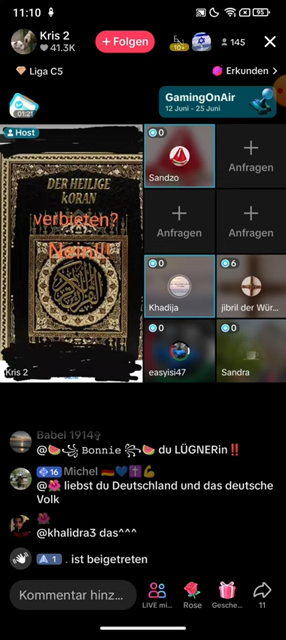 11:10
95
Kris 2
41.3K
+ Folgen
10+
145
Liga C5
Erkunden >
01:21
GamingOnAir
12 Juni - 25 Juni
Host
DER HEILIGE
KORAN
verbieten?
Nein!!!
Kris 2
0
Sandzo
Anfragen
Anfragen
Anfragen
0
Khadija
6
jibril der Wür...
0
easyisi47
0
Sandra
Babel 1914
@🍉꧁ Bonnie ꧂🍉 du LÜGNERin‼️
16 Michel 🇩🇪💙✝️💪
@🌺 liebst du Deutschland und das deutsche
Volk
🌺
@khalidra3 das^^^
1 . ist beigetreten
Kommentar hinz...
LIVE mi...
Rose
Gesche...
11